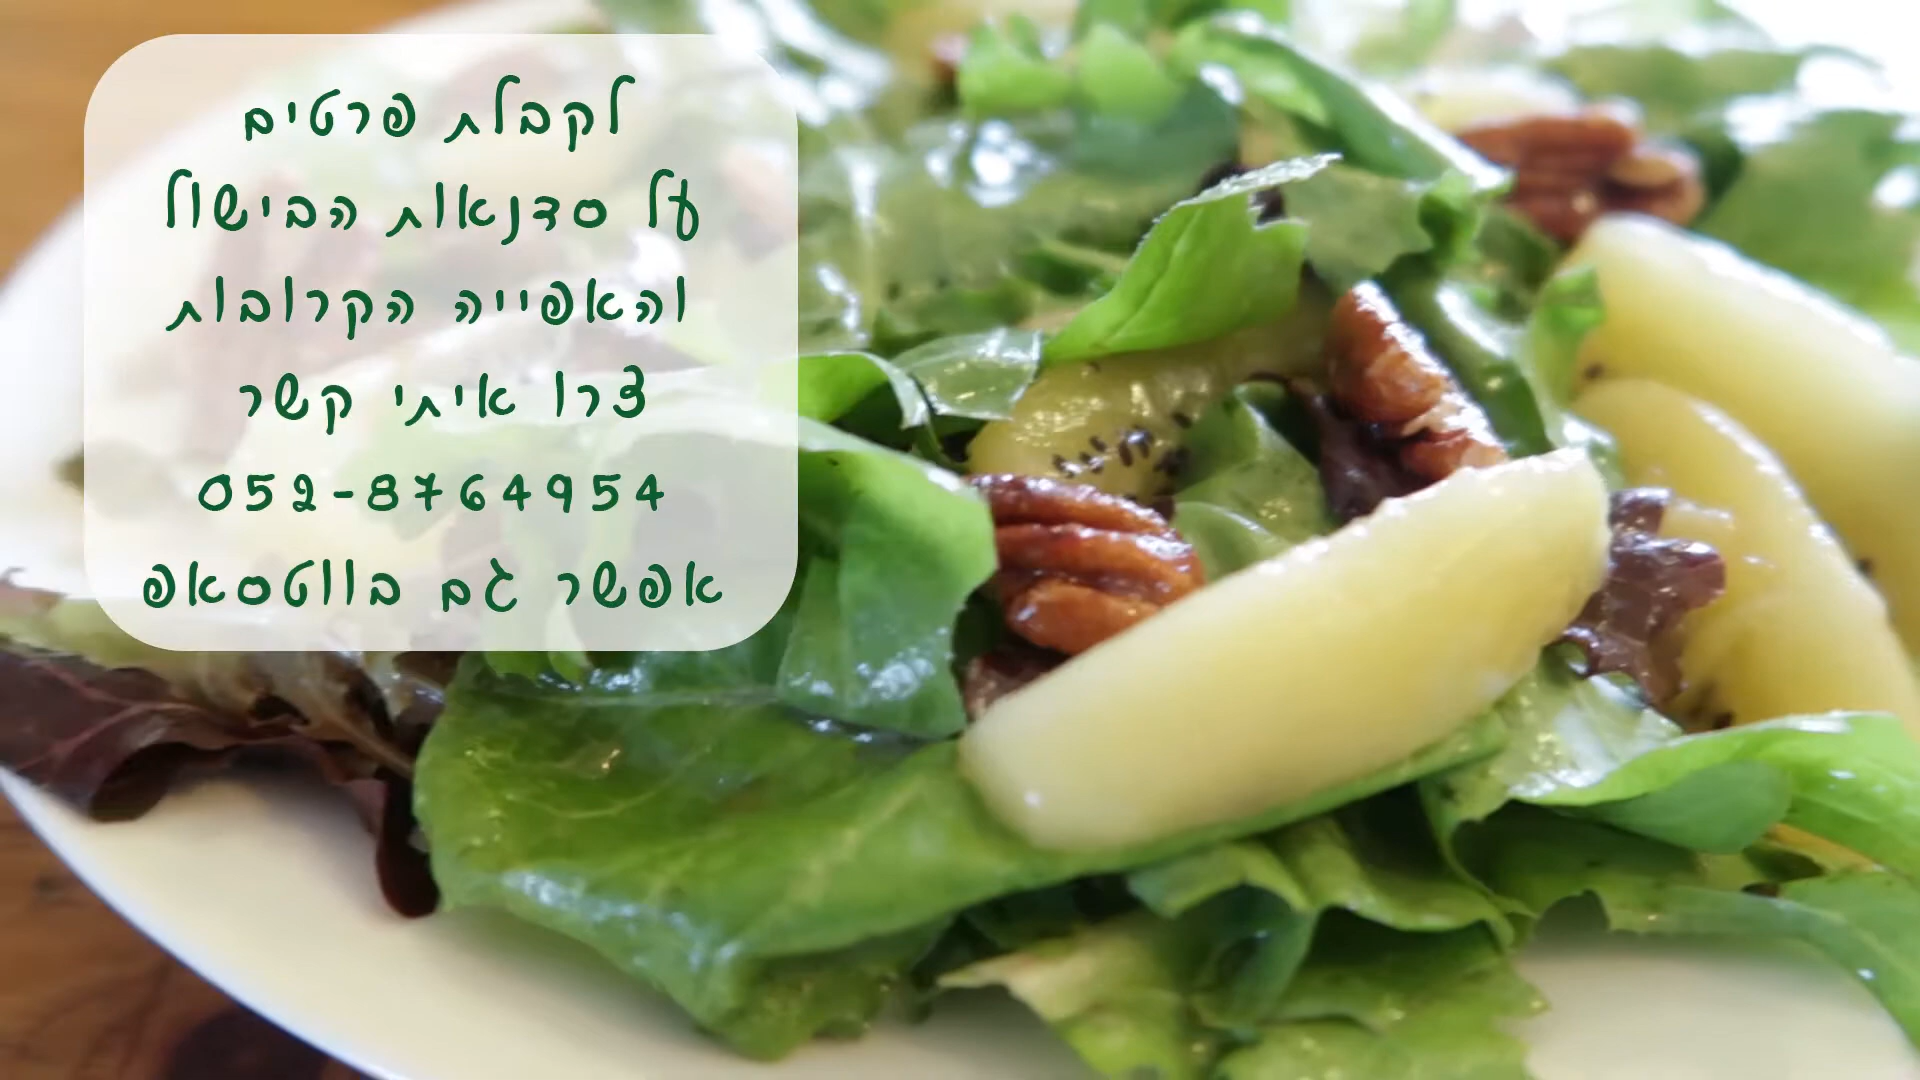 לקבלת פרטים
על סדנאות הבישול
והאפייה הקרובות
צרו איתי קשר
052-8764954
אפשר גם בווטסאפ